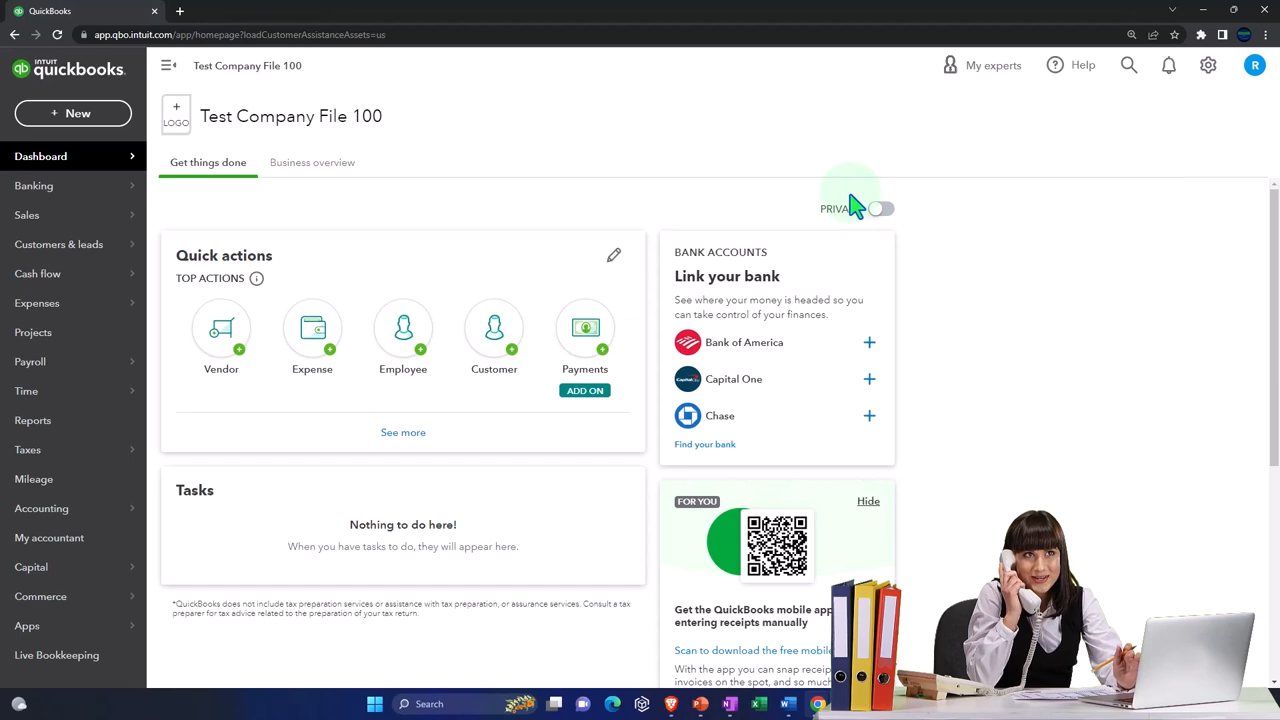 QuickBooks
app.qbo.intuit.com/app/homepage?loadCustomerAssistanceAssets=us
INTUIT
quickbooks.
Test Company File 100
My experts
Help
R
+ New
+
LOGO
Test Company File 100
Dashboard
Banking
Sales
Customers & leads
Cash flow
Expenses
Projects
Payroll
Time
Reports
Taxes
Mileage
Accounting
My accountant
Capital
Commerce
Apps
Live Bookkeeping
Get things done
Business overview
Quick actions
TOP ACTIONS
Vendor
Expense
Employee
Customer
Payments
ADD ON
See more
Tasks
Nothing to do here!
When you have tasks to do, they will appear here.
*QuickBooks does not include tax preparation services or assistance with tax preparation, or assurance services. Consult a tax
preparer for tax advice related to the preparation of your tax return.
BANK ACCOUNTS
Link your bank
See where your money is headed so you
can take control of your finances.
Bank of America
Capital One
Chase
Find your bank
FOR YOU
Hide
Get the QuickBooks mobile app
entering receipts manually
Scan to download the free mobile
With the app you can snap
invoices on the spot, and so
Search